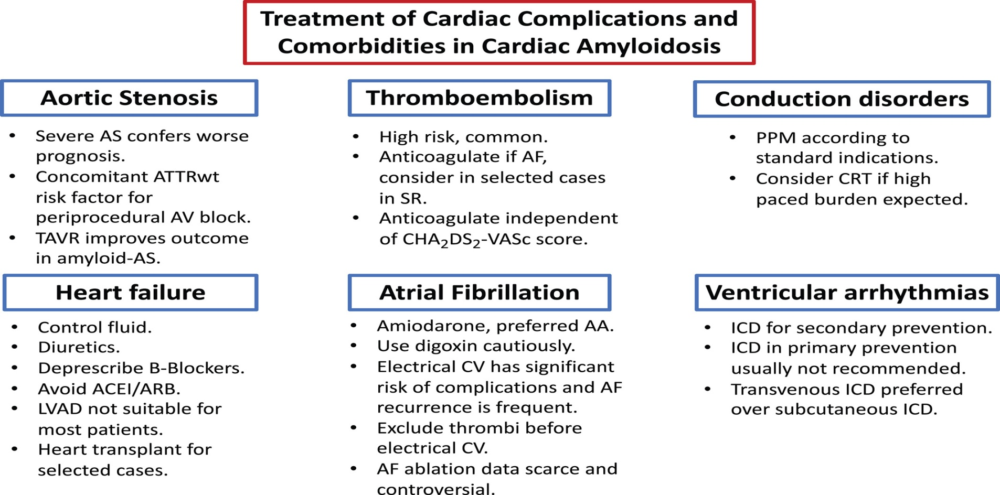 Treatment of Cardiac Complications and
Comorbidities in Cardiac Amyloidosis
Aortic Stenosis
• Severe AS confers worse
prognosis.
• Concomitant ATTRwt
risk factor for
periprocedural AV block.
• TAVR improves outcome
in amyloid-AS.
Thromboembolism
• High risk, common.
• Anticoagulate if AF,
consider in selected cases
in SR.
• Anticoagulate independent
of CHA₂DS₂-VASc score.
Conduction disorders
• PPM according to
standard indications.
• Consider CRT if high
paced burden expected.
Heart failure
• Control fluid.
• Diuretics.
• Deprescribe B-Blockers.
• Avoid ACEI/ARB.
• LVAD not suitable for
most patients.
• Heart transplant for
selected cases.
Atrial Fibrillation
• Amiodarone, preferred AA.
• Use digoxin cautiously.
• Electrical CV has significant
risk of complications and AF
recurrence is frequent.
• Exclude thrombi before
electrical CV.
• AF ablation data scarce and
controversial.
Ventricular arrhythmias
• ICD for secondary prevention.
• ICD in primary prevention
usually not recommended.
• Transvenous ICD preferred
over subcutaneous ICD.